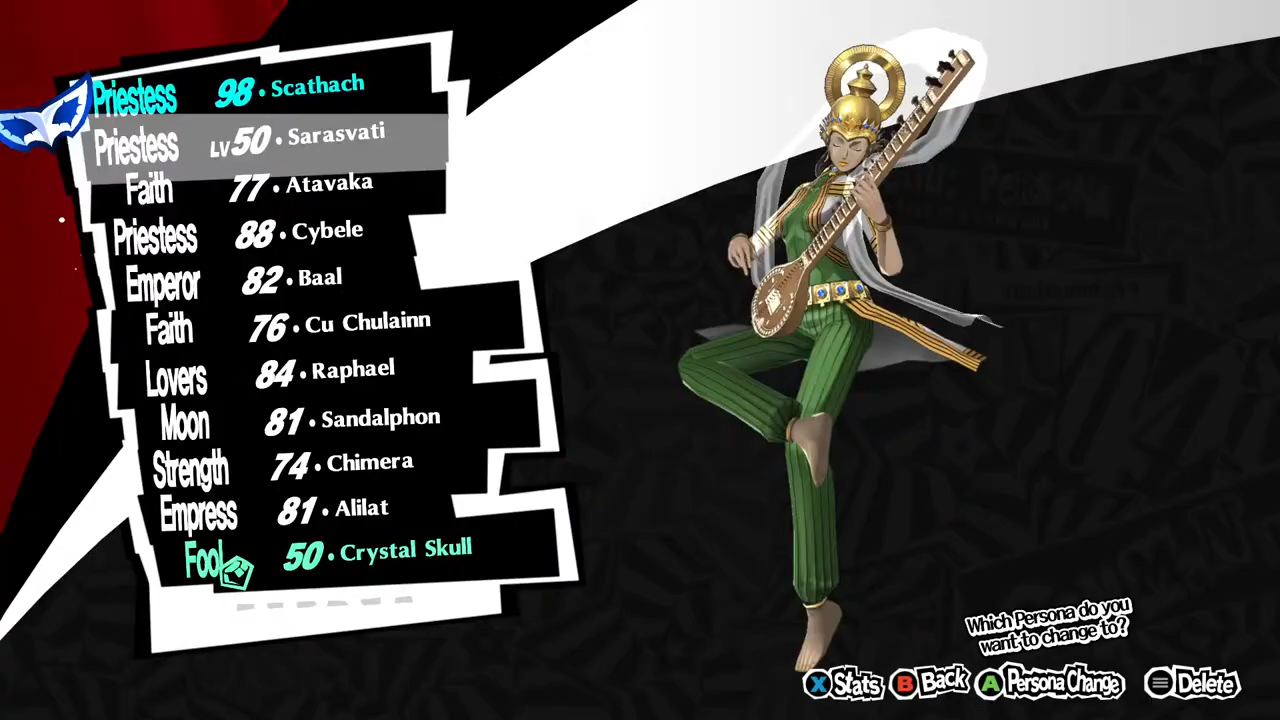 Priestess 98 • Scathach
Priestess LV50 • Sarasvati
Faith 77 • Atavaka
Priestess 88 • Cybele
Emperor 82 • Baal
Faith 76 • Cu Chulainn
Lovers 84 • Raphael
Moon 81 • Sandalphon
Strength 74 • Chimera
Empress 81 • Alilat
Fool 50 • Crystal Skull
Which Persona do you
want to change to?
X Stats B Back A Persona Change Delete